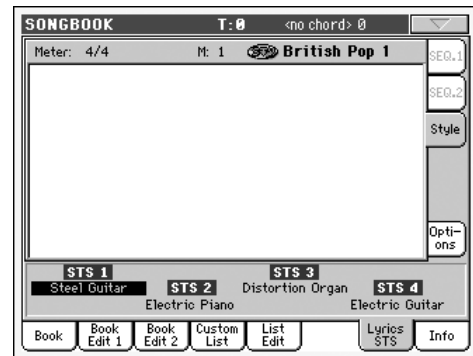 SONGBOOK T:0 <no chord> 0
Meter: 4/4 M: 1 British Pop 1
SEQ.1
SEQ.2
Style
Opti-
ons
STS 1 STS 3
Steel Guitar STS 2 Distortion Organ STS 4
Electric Piano Electric Guitar
Book Book Edit 1 Book Edit 2 Custom List List Edit Lyrics STS Info